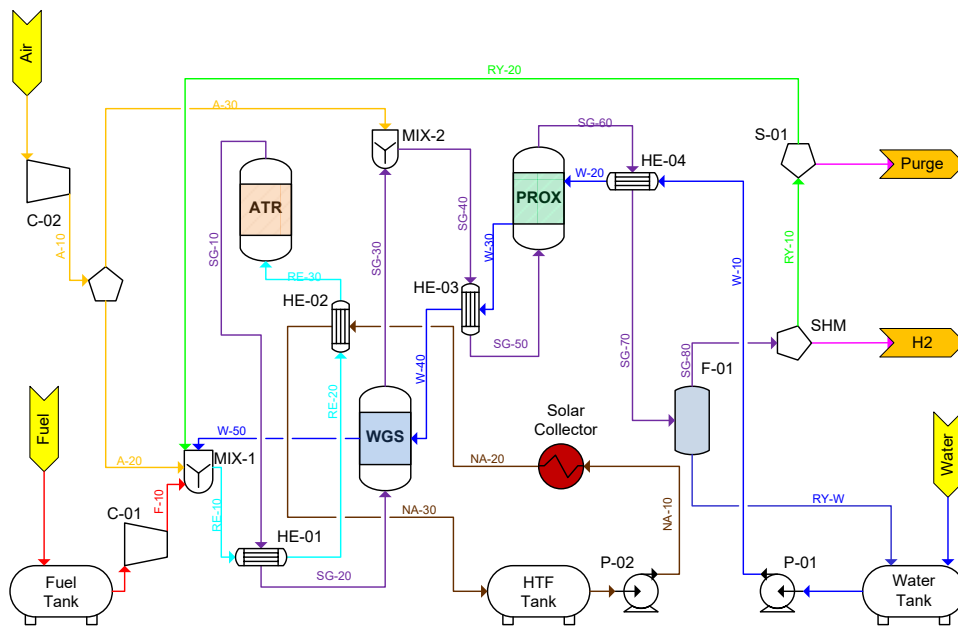 Air
RY-20
A-30
MIX-2
SG-60
S-01
HE-04
Purge
C-02
ATR
PROX
W-20
SG-10
SG-40
A-10
SG-30
W-30
W-10
RY-10
RE-30
HE-02
HE-03
SHM
H2
SG-50
SG-70
SG-80
F-01
W-40
RE-20
Solar
Collector
Fuel
W-50
WGS
MIX-1
Water
A-20
NA-20
F-10
RE-10
NA-30
NA-10
RY-W
C-01
HE-01
SG-20
P-02
P-01
Fuel
Tank
HTF
Tank
Water
Tank